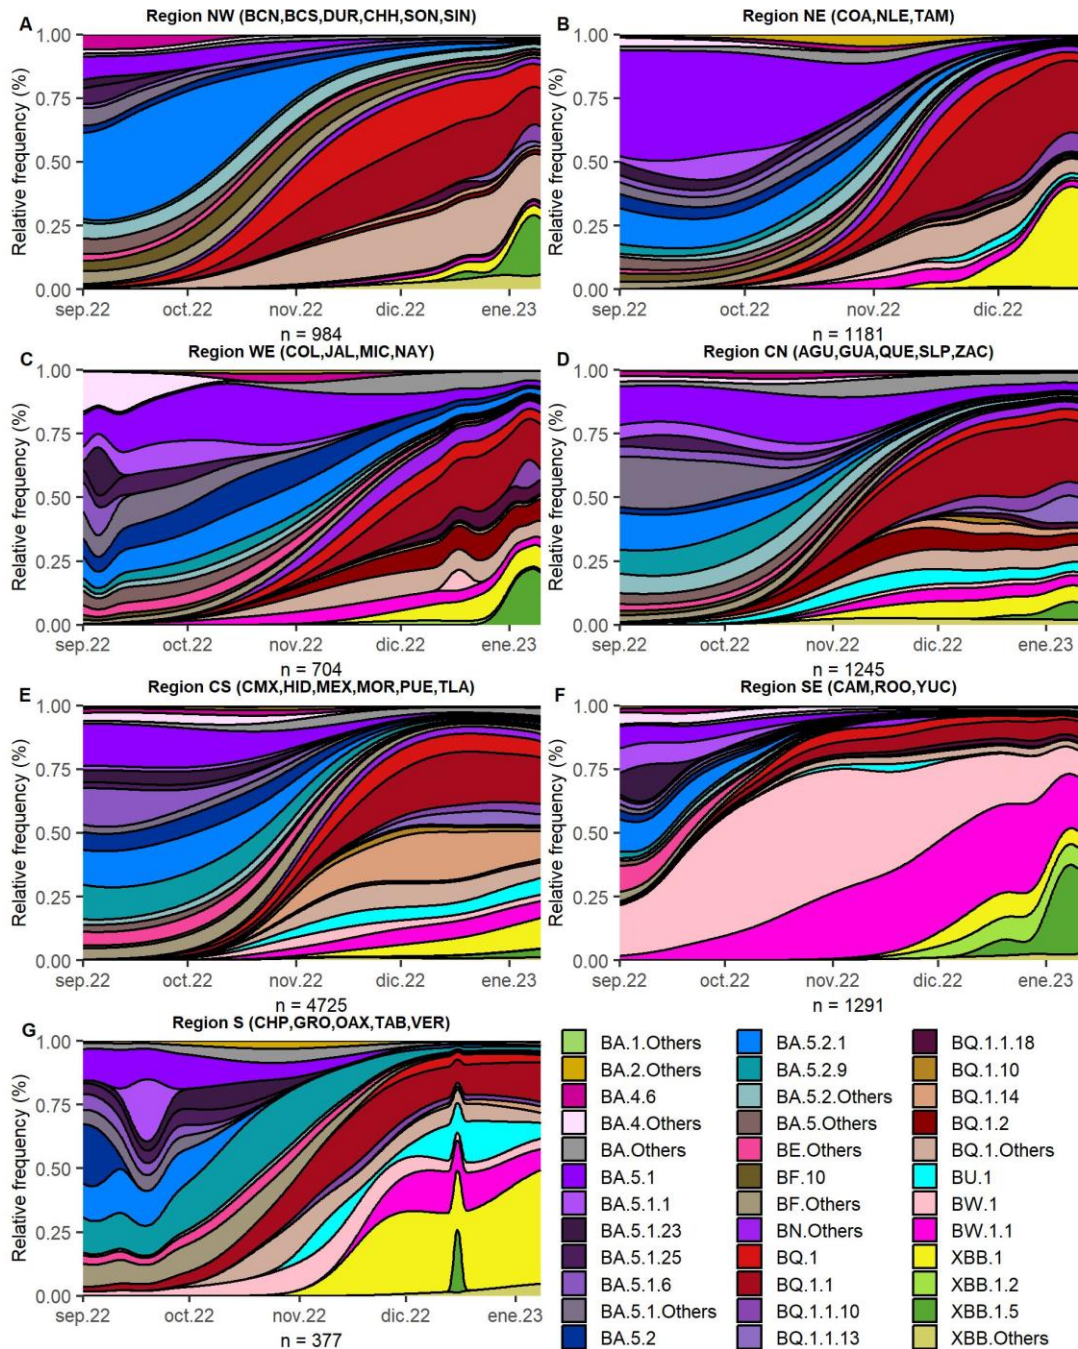 A Region NW (BCN,BCS,DUR,CHH,SON,SIN)
Relative frequency (%)
1.00
0.75
0.50
0.25
0.00
sep.22 oct.22 nov.22 dic.22 ene.23
n = 984
B Region NE (COA,NLE,TAM)
Relative frequency (%)
1.00
0.75
0.50
0.25
0.00
sep.22 oct.22 nov.22 dic.22
n = 1181
C Region WE (COL,JAL,MIC,NAY)
Relative frequency (%)
1.00
0.75
0.50
0.25
0.00
sep.22 oct.22 nov.22 dic.22 ene.23
n = 704
D Region CN (AGU,GUA,QUE,SLP,ZAC)
Relative frequency (%)
1.00
0.75
0.50
0.25
0.00
sep.22 oct.22 nov.22 dic.22 ene.23
n = 1245
E Region CS (CMX,HID,MEX,MOR,PUE,TLA)
Relative frequency (%)
1.00
0.75
0.50
0.25
0.00
sep.22 oct.22 nov.22 dic.22 ene.23
n = 4725
F Region SE (CAM,ROO,YUC)
Relative frequency (%)
1.00
0.75
0.50
0.25
0.00
sep.22 oct.22 nov.22 dic.22 ene.23
n = 1291
G Region S (CHP,GRO,OAX,TAB,VER)
Relative frequency (%)
1.00
0.75
0.50
0.25
0.00
sep.22 oct.22 nov.22 dic.22 ene.23
n = 377
BA.1.Others
BA.2.Others
BA.4.6
BA.4.Others
BA.Others
BA.5.1
BA.5.1.1
BA.5.1.23
BA.5.1.25
BA.5.1.6
BA.5.1.Others
BA.5.2
BA.5.2.1
BA.5.2.9
BA.5.2.Others
BA.5.Others
BE.Others
BF.10
BF.Others
BN.Others
BQ.1
BQ.1.1
BQ.1.1.10
BQ.1.1.13
BQ.1.1.18
BQ.1.10
BQ.1.14
BQ.1.2
BQ.1.Others
BU.1
BW.1
BW.1.1
XBB.1
XBB.1.2
XBB.1.5
XBB.Others